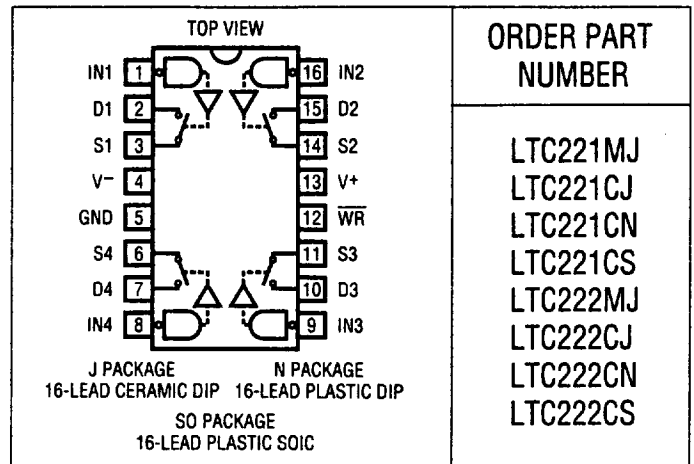 TOP VIEW
IN1 1 16 IN2
D1 2 15 D2
S1 3 14 S2
V− 4 13 V+
GND 5 12 W̅R̅
S4 6 11 S3
D4 7 10 D3
IN4 8 9 IN3
J PACKAGE
16-LEAD CERAMIC DIP
N PACKAGE
16-LEAD PLASTIC DIP
SO PACKAGE
16-LEAD PLASTIC SOIC
ORDER PART
NUMBER
LTC221MJ
LTC221CJ
LTC221CN
LTC221CS
LTC222MJ
LTC222CJ
LTC222CN
LTC222CS